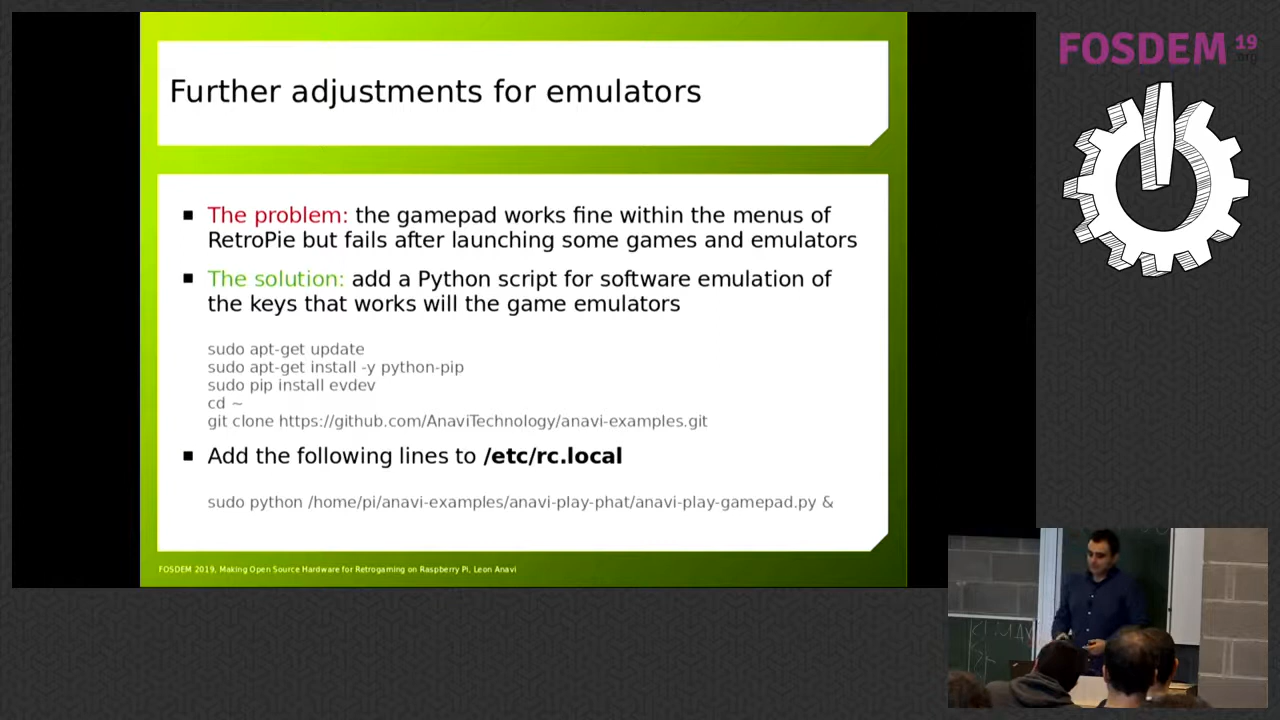 Further adjustments for emulators
▪ The problem: the gamepad works fine within the menus of
RetroPie but fails after launching some games and emulators
▪ The solution: add a Python script for software emulation of
the keys that works will the game emulators
sudo apt-get update
sudo apt-get install -y python-pip
sudo pip install evdev
cd ~
git clone https://github.com/AnaviTechnology/anavi-examples.git
▪ Add the following lines to /etc/rc.local
sudo python /home/pi/anavi-examples/anavi-play-phat/anavi-play-gamepad.py &
FOSDEM 2019, Making Open Source Hardware for Retrogaming on Raspberry Pi, Leon Anavi
FOSDEM 19
.org